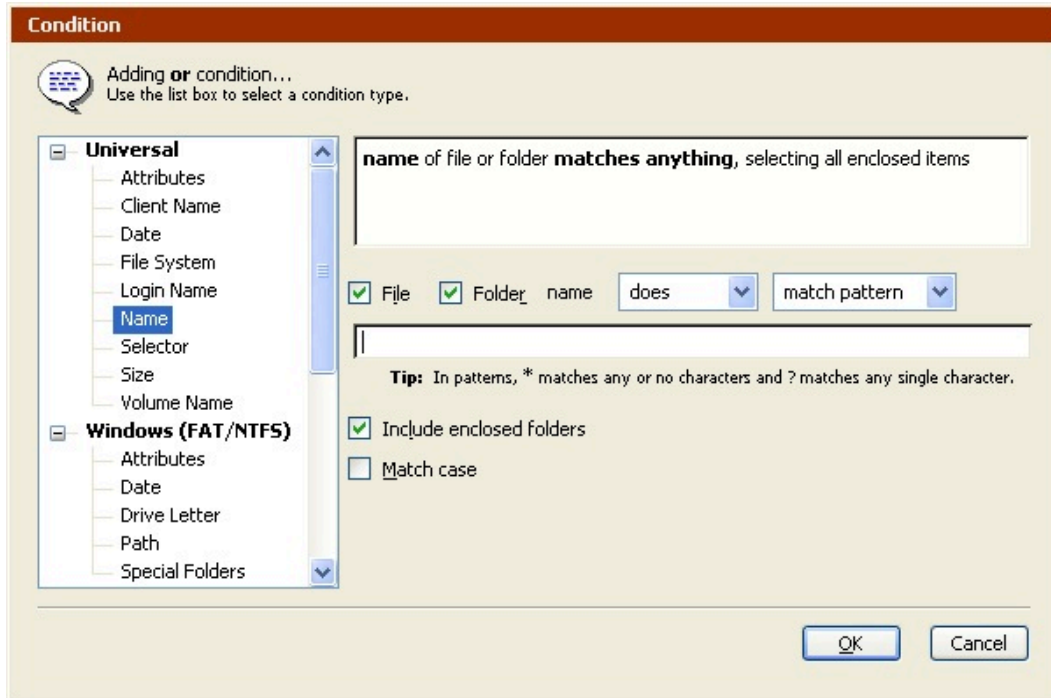 Condition
Adding or condition...
Use the list box to select a condition type.
Universal
Attributes
Client Name
Date
File System
Login Name
Name
Selector
Size
Volume Name
Windows (FAT/NTFS)
Attributes
Date
Drive Letter
Path
Special Folders
name of file or folder matches anything, selecting all enclosed items
File Folder name does match pattern
Tip: In patterns, * matches any or no characters and ? matches any single character.
Include enclosed folders
Match case
OK Cancel